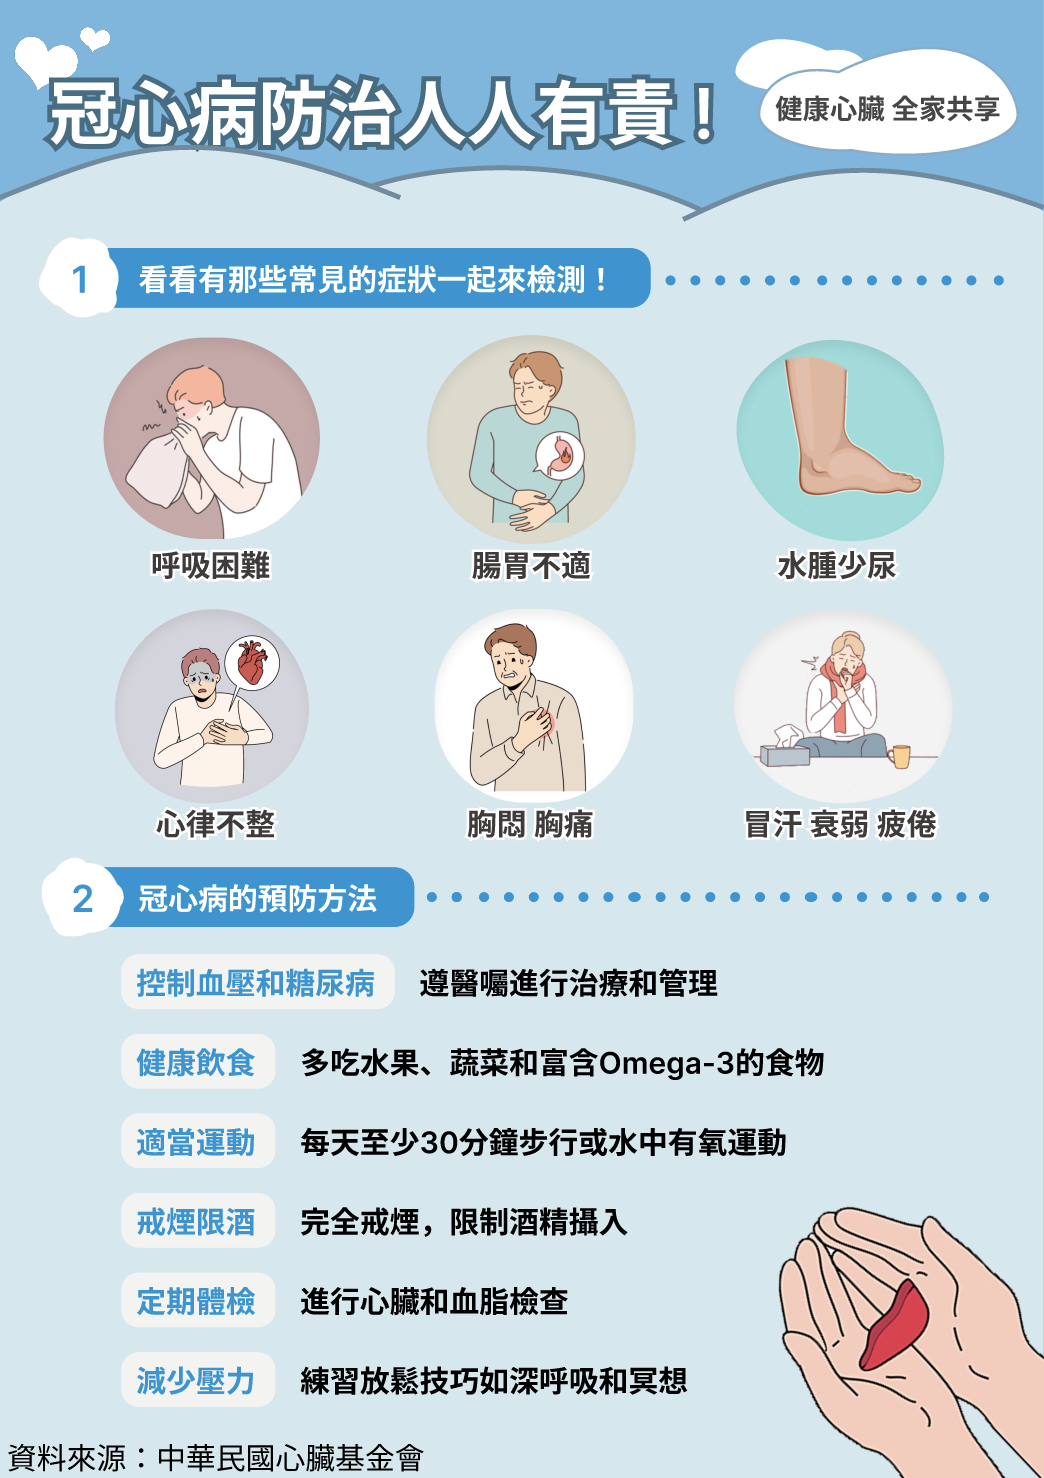 冠心病防治人人有責！
健康心臟 全家共享
1
看看有那些常見的症狀一起來檢測！
呼吸困難
腸胃不適
水腫少尿
心律不整
胸悶 胸痛
冒汗 衰弱 疲倦
2
冠心病的預防方法
控制血壓和糖尿病 遵醫囑進行治療和管理
健康飲食 多吃水果、蔬菜和富含Omega-3的食物
適當運動 每天至少30分鐘步行或水中有氧運動
戒煙限酒 完全戒煙，限制酒精攝入
定期體檢 進行心臟和血脂檢查
減少壓力 練習放鬆技巧如深呼吸和冥想
資料來源：中華民國心臟基金會